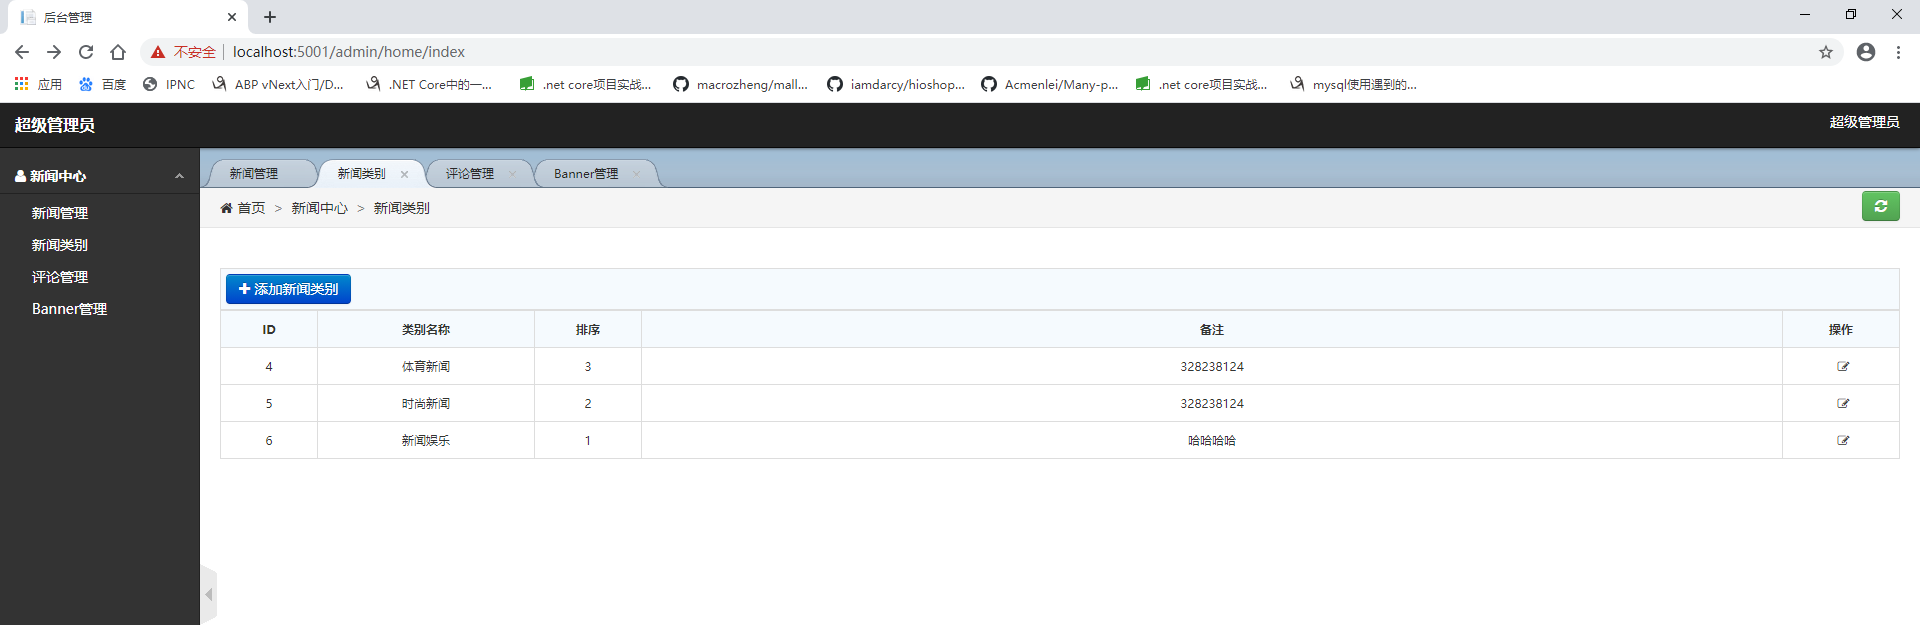 后台管理
不安全 localhost:5001/admin/home/index
应用 百度 IPNC ABP vNext入门/D... .NET Core中的一... .net core项目实战... macrozheng/mall... iamdarcy/hioshop... Acmenlei/Many-p... .net core项目实战... mysql使用遇到的...
超级管理员 超级管理员
新闻中心
新闻管理
新闻类别
评论管理
Banner管理
新闻管理 新闻类别 评论管理 Banner管理
首页 > 新闻中心 > 新闻类别
添加新闻类别
ID 类别名称 排序 备注 操作
4 体育新闻 3 328238124
5 时尚新闻 2 328238124
6 新闻娱乐 1 哈哈哈哈